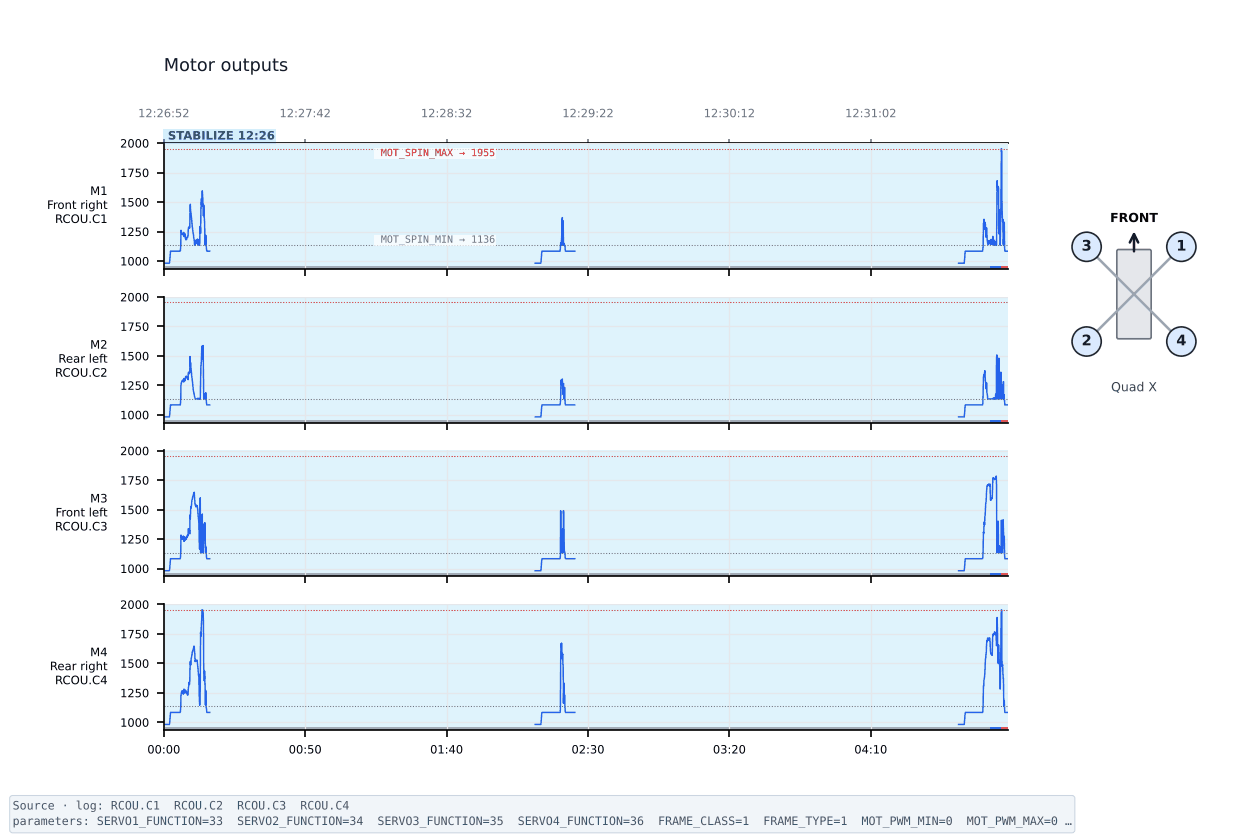 Motor outputs
12:26:52 12:27:42 12:28:32 12:29:22 12:30:12 12:31:02
STABILIZE 12:26
2000
1750
1500
1250
1000
M1
Front right
RCOU.C1
MOT_SPIN_MAX → 1955
MOT_SPIN_MIN → 1136
2000
1750
1500
1250
1000
M2
Rear left
RCOU.C2
2000
1750
1500
1250
1000
M3
Front left
RCOU.C3
2000
1750
1500
1250
1000
M4
Rear right
RCOU.C4
00:00 00:50 01:40 02:30 03:20 04:10
FRONT
3 1
2 4
Quad X
Source · log: RCOU.C1 RCOU.C2 RCOU.C3 RCOU.C4
parameters: SERVO1_FUNCTION=33 SERVO2_FUNCTION=34 SERVO3_FUNCTION=35 SERVO4_FUNCTION=36 FRAME_CLASS=1 FRAME_TYPE=1 MOT_PWM_MIN=0 MOT_PWM_MAX=0 …